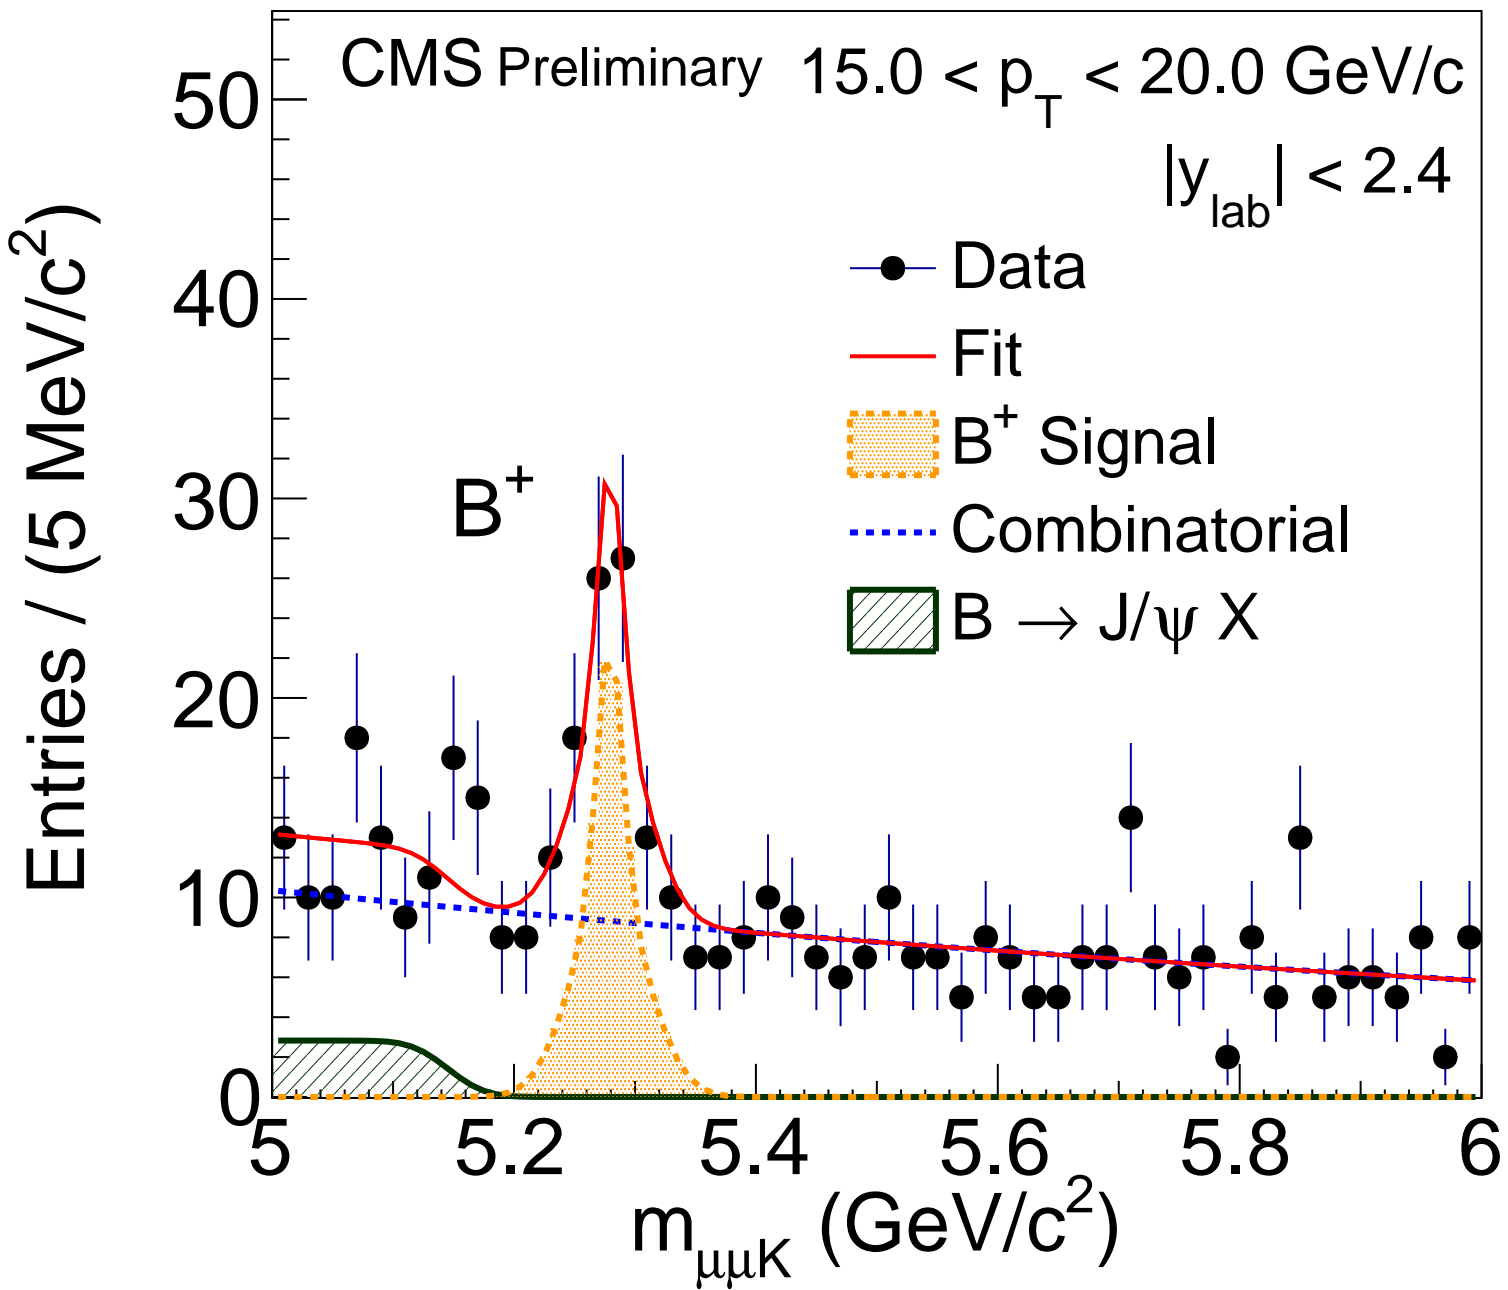 CMS Preliminary 15.0 < p_T < 20.0 GeV/c
|y_lab| < 2.4
Data
Fit
B⁺ Signal
Combinatorial
B → J/ψ X
B⁺
Entries / (5 MeV/c²)
50
40
30
20
10
0
5 5.2 5.4 5.6 5.8 6
m_μμK (GeV/c²)